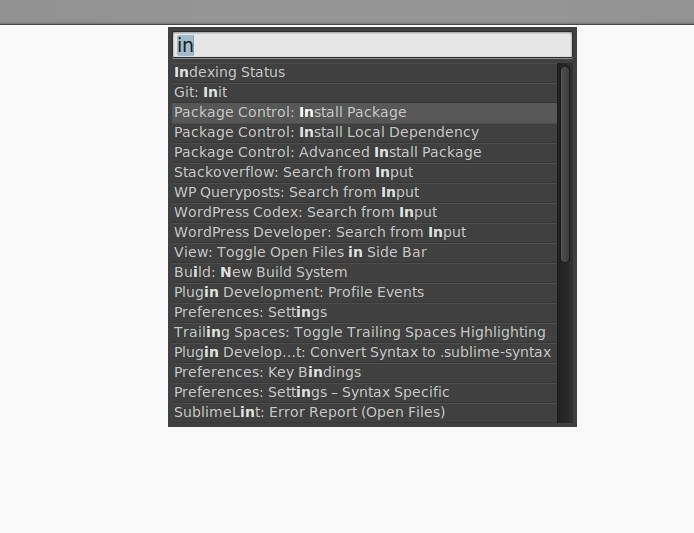 in
Indexing Status
Git: Init
Package Control: Install Package
Package Control: Install Local Dependency
Package Control: Advanced Install Package
Stackoverflow: Search from Input
WP Queryposts: Search from Input
WordPress Codex: Search from Input
WordPress Developer: Search from Input
View: Toggle Open Files in Side Bar
Build: New Build System
Plugin Development: Profile Events
Preferences: Settings
Trailing Spaces: Toggle Trailing Spaces Highlighting
Plugin Develop...t: Convert Syntax to .sublime-syntax
Preferences: Key Bindings
Preferences: Settings – Syntax Specific
SublimeLint: Error Report (Open Files)